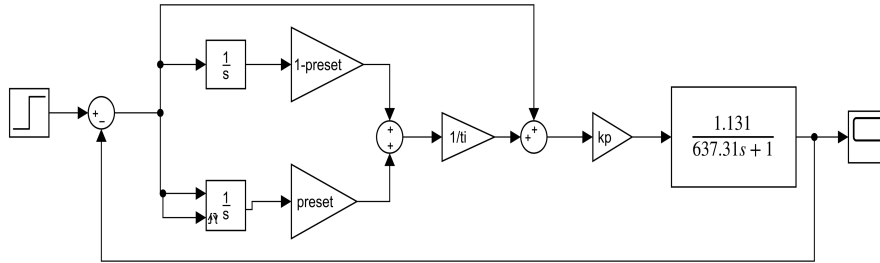 1
s
1-preset
1
s
preset
1/ti
kp
1.131
637.31s + 1